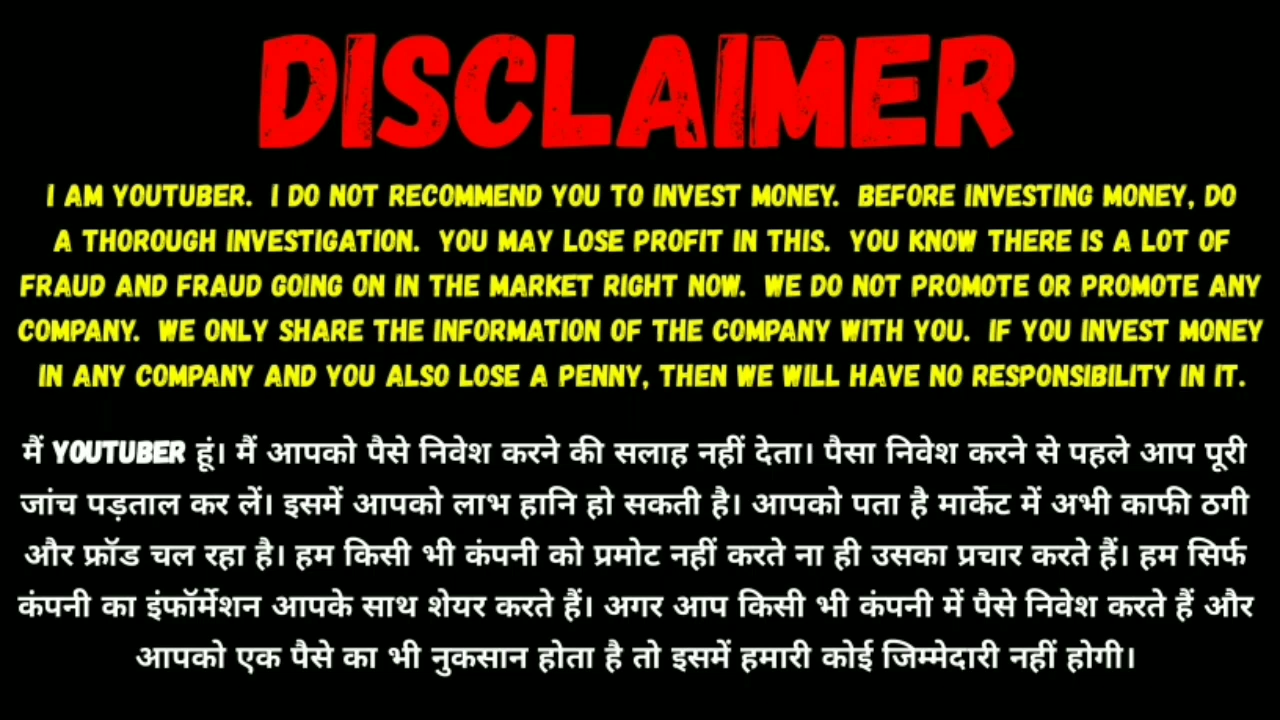 DISCLAIMER
I AM YOUTUBER. I DO NOT RECOMMEND YOU TO INVEST MONEY. BEFORE INVESTING MONEY, DO
A THOROUGH INVESTIGATION. YOU MAY LOSE PROFIT IN THIS. YOU KNOW THERE IS A LOT OF
FRAUD AND FRAUD GOING ON IN THE MARKET RIGHT NOW. WE DO NOT PROMOTE OR PROMOTE ANY
COMPANY. WE ONLY SHARE THE INFORMATION OF THE COMPANY WITH YOU. IF YOU INVEST MONEY
IN ANY COMPANY AND YOU ALSO LOSE A PENNY, THEN WE WILL HAVE NO RESPONSIBILITY IN IT.
मैं YOUTUBER हूं। मैं आपको पैसे निवेश करने की सलाह नहीं देता। पैसा निवेश करने से पहले आप पूरी
जांच पड़ताल कर लें। इसमें आपको लाभ हानि हो सकती है। आपको पता है मार्केट में अभी काफी ठगी
और फ्रॉड चल रहा है। हम किसी भी कंपनी को प्रमोट नहीं करते ना ही उसका प्रचार करते हैं। हम सिर्फ
कंपनी का इंफॉर्मेशन आपके साथ शेयर करते हैं। अगर आप किसी भी कंपनी में पैसे निवेश करते हैं और
आपको एक पैसे का भी नुकसान होता है तो इसमें हमारी कोई जिम्मेदारी नहीं होगी।